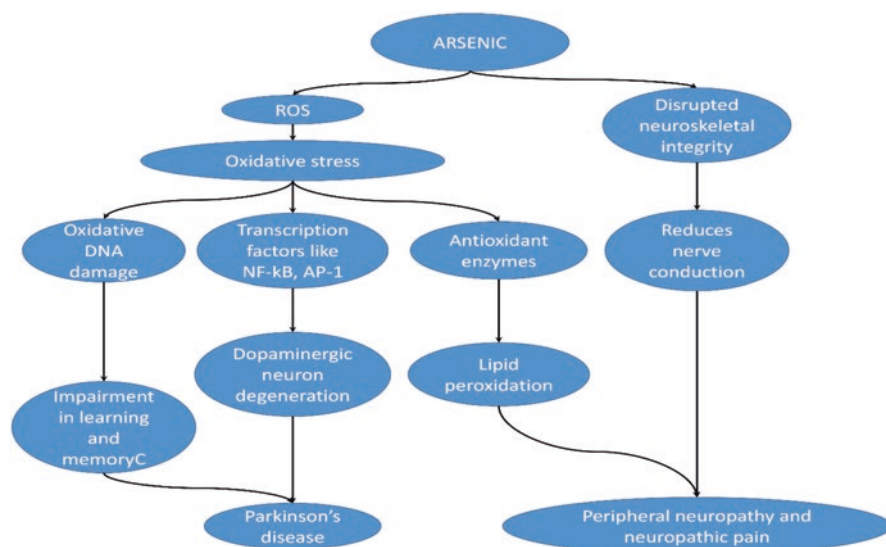 ARSENIC
ROS
Disrupted
neuroskeletal
integrity
Oxidative stress
Oxidative
DNA
damage
Transcription
factors like
NF-kB, AP-1
Antioxidant
enzymes
Reduces
nerve
conduction
Dopaminergic
neuron
degeneration
Lipid
peroxidation
Impairment
in learning
and
memoryC
Parkinson's
disease
Peripheral neuropathy and
neuropathic pain